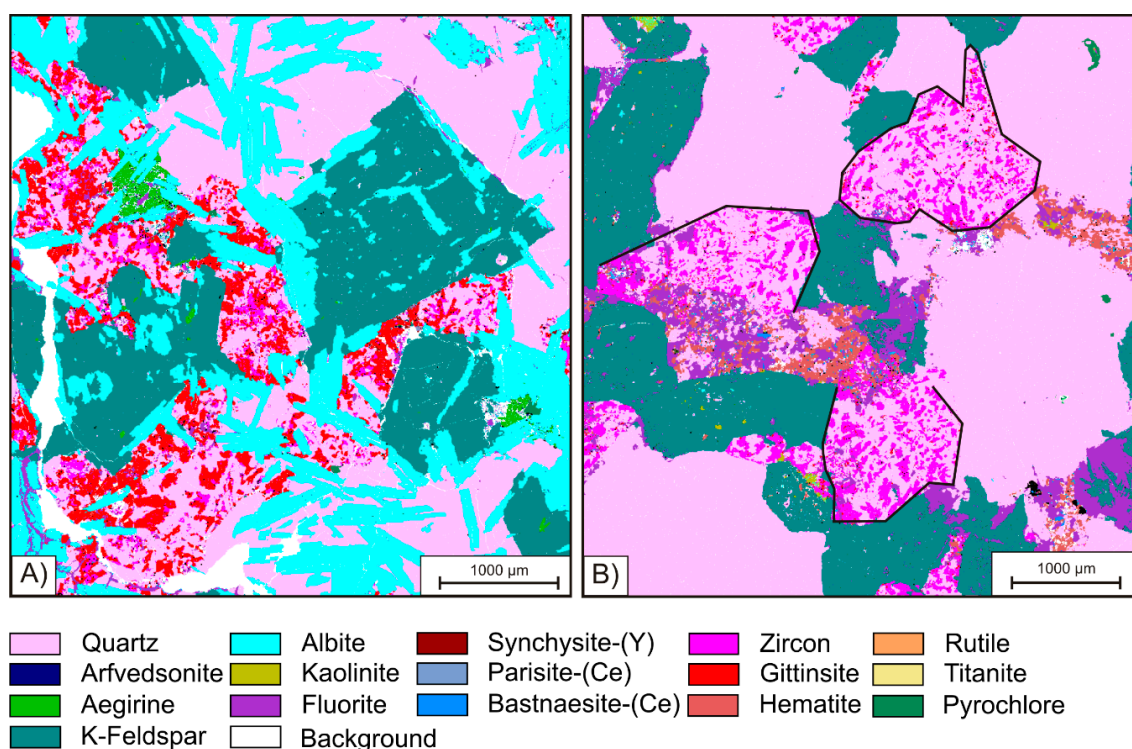 A)
1000 µm
B)
1000 µm
Quartz Albite Synchysite-(Y) Zircon Rutile
Arfvedsonite Kaolinite Parisite-(Ce) Gittinsite Titanite
Aegirine Fluorite Bastnaesite-(Ce) Hematite Pyrochlore
K-Feldspar Background